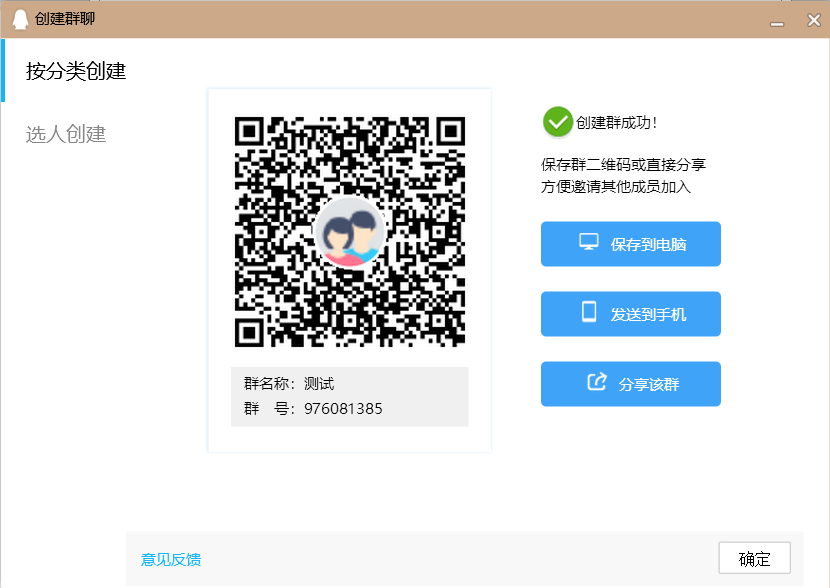 创建群聊
按分类创建
选人创建
创建群成功！
保存群二维码或直接分享
方便邀请其他成员加入
保存到电脑
发送到手机
分享该群
群名称：测试
群 号：976081385
意见反馈
确定